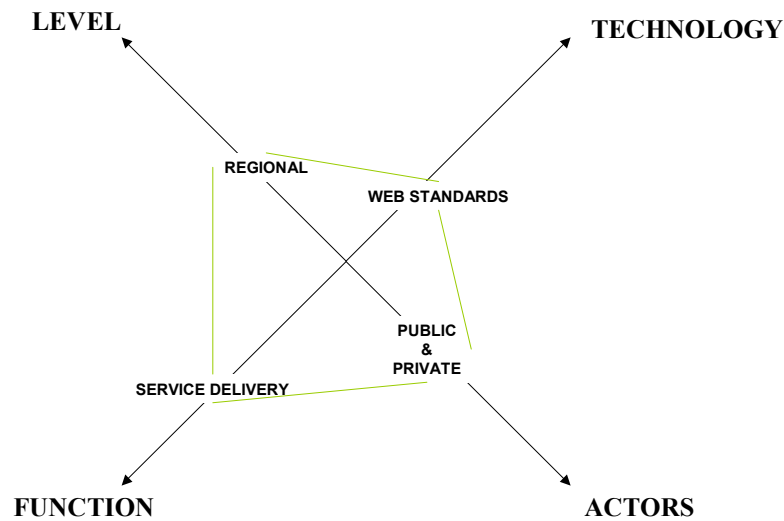 LEVEL
TECHNOLOGY
REGIONAL
WEB STANDARDS
PUBLIC
&
PRIVATE
SERVICE DELIVERY
FUNCTION
ACTORS